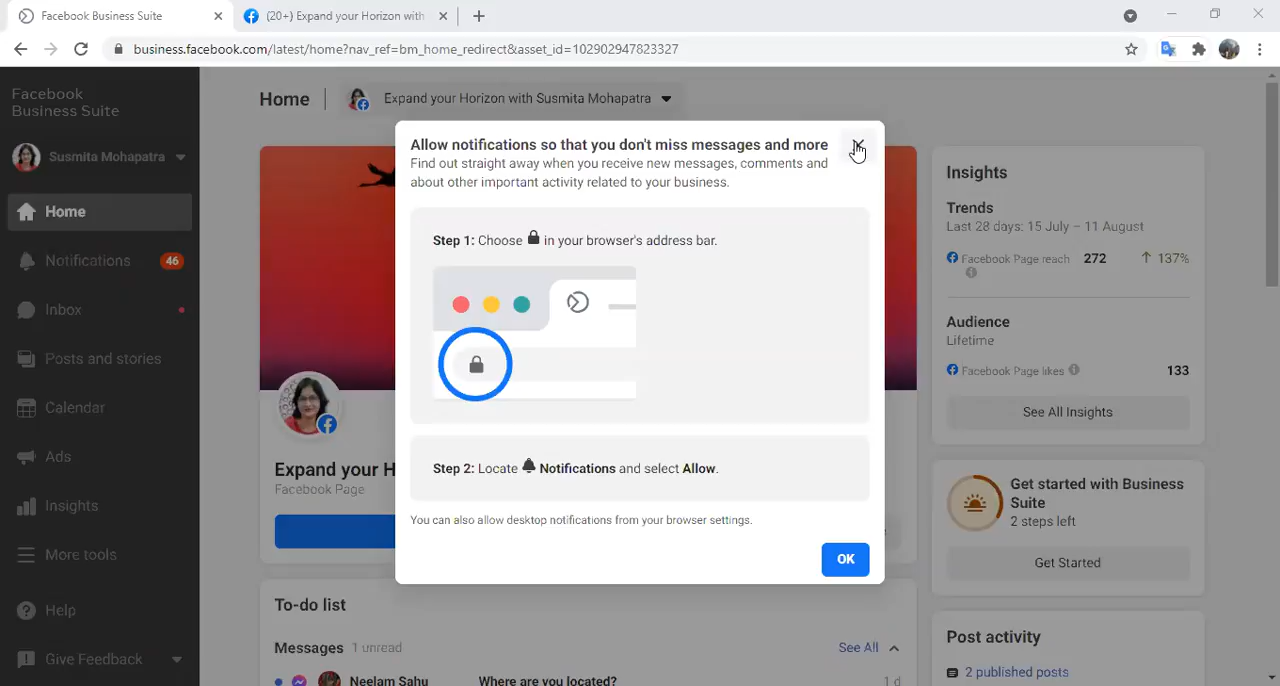 Facebook Business Suite
(20+) Expand your Horizon with
business.facebook.com/latest/home?nav_ref=bm_home_redirect&asset_id=102902947823327
Facebook
Business Suite
Susmita Mohapatra
Home
Notifications
46
Inbox
Posts and stories
Calendar
Ads
Insights
More tools
Help
Give Feedback
Home
Expand your Horizon with Susmita Mohapatra
Allow notifications so that you don't miss messages and more
Find out straight away when you receive new messages, comments and
about other important activity related to your business.
Step 1: Choose in your browser's address bar.
Step 2: Locate Notifications and select Allow.
You can also allow desktop notifications from your browser settings.
OK
Expand your H
Facebook Page
To-do list
Messages 1 unread
See All
Neelam Sahu
Where are you located?
1 d
Insights
Trends
Last 28 days: 15 July – 11 August
Facebook Page reach
272
↑ 137%
Audience
Lifetime
Facebook Page likes
133
See All Insights
Get started with Business
Suite
2 steps left
Get Started
Post activity
2 published posts